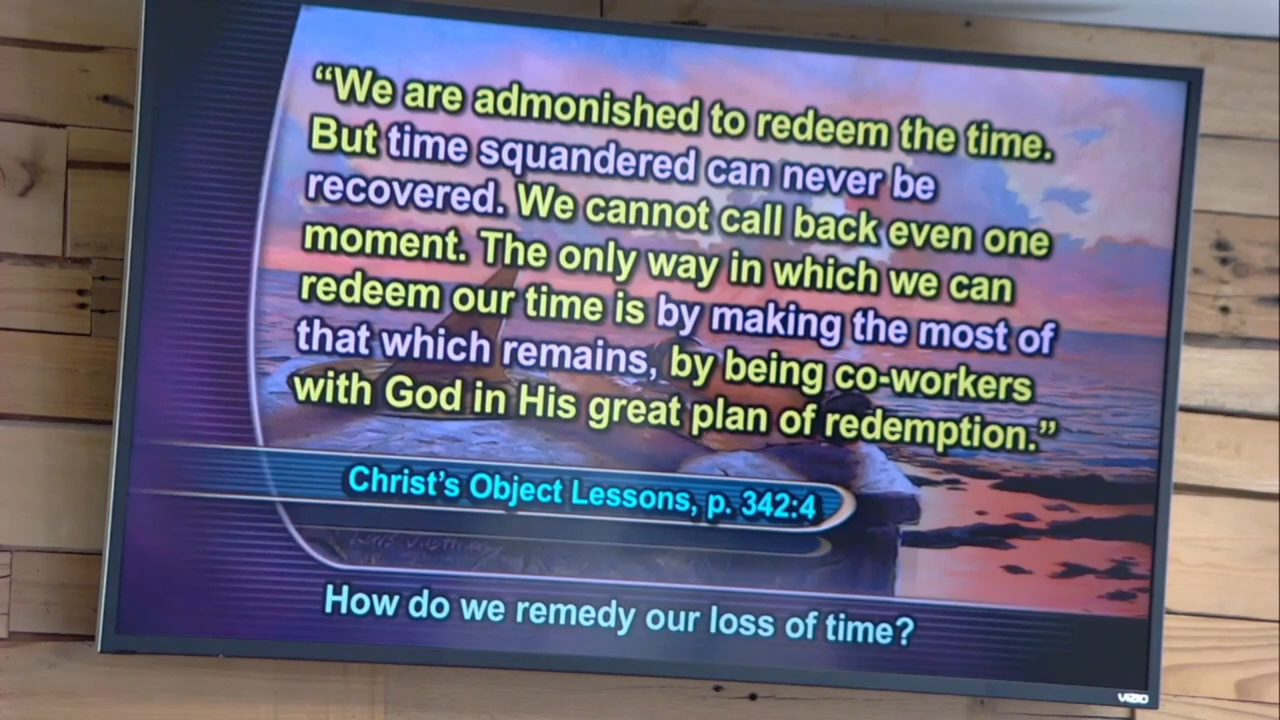 “We are admonished to redeem the time.
But time squandered can never be
recovered. We cannot call back even one
moment. The only way in which we can
redeem our time is by making the most of
that which remains, by being co-workers
with God in His great plan of redemption.”
Christ’s Object Lessons, p. 342:4
How do we remedy our loss of time?
VIZIO